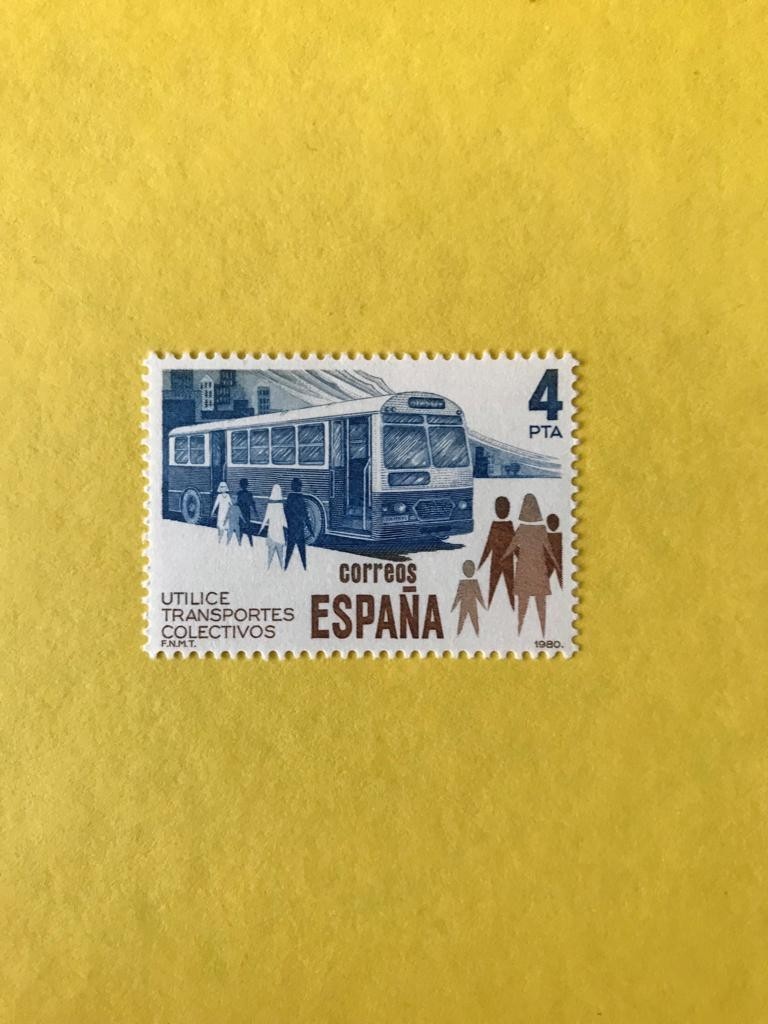 4
PTA
correos
ESPAÑA
UTILICE
TRANSPORTES
COLECTIVOS
F.N.M.T.
1980.